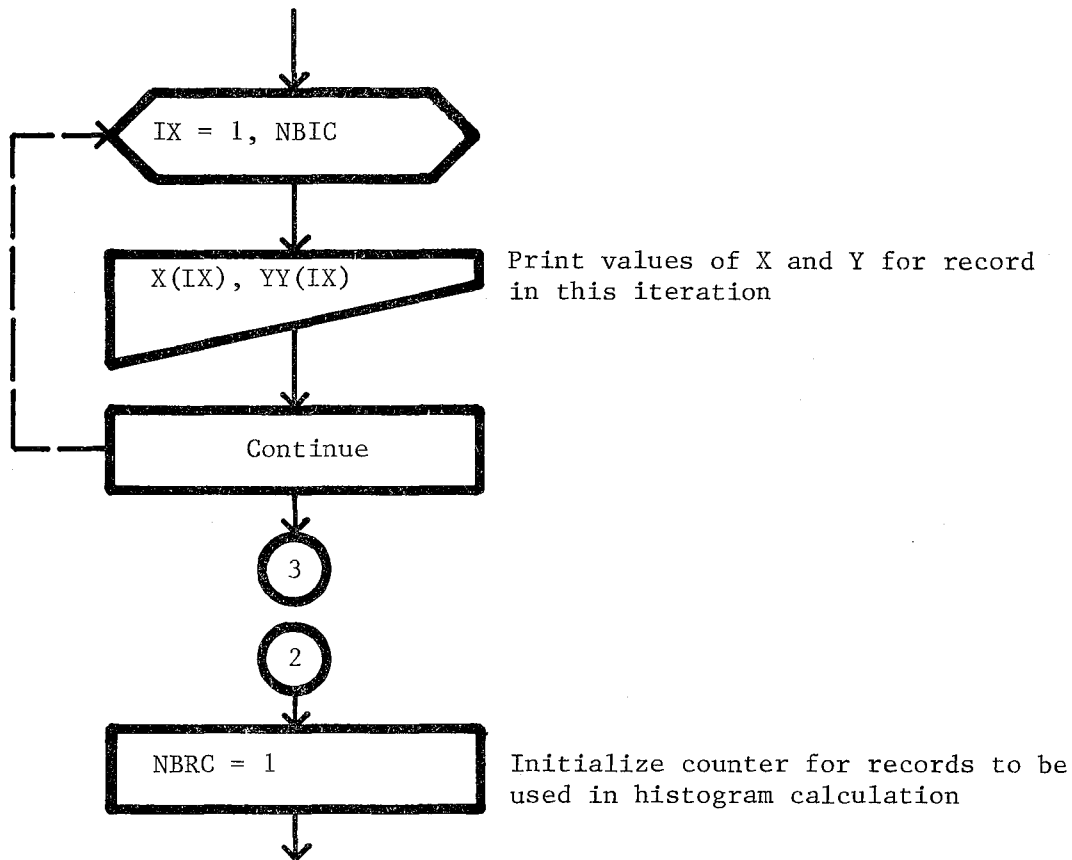 IX = 1, NBIC
X(IX), YY(IX)
Print values of X and Y for record
in this iteration
Continue
3
2
NBRC = 1
Initialize counter for records to be
used in histogram calculation